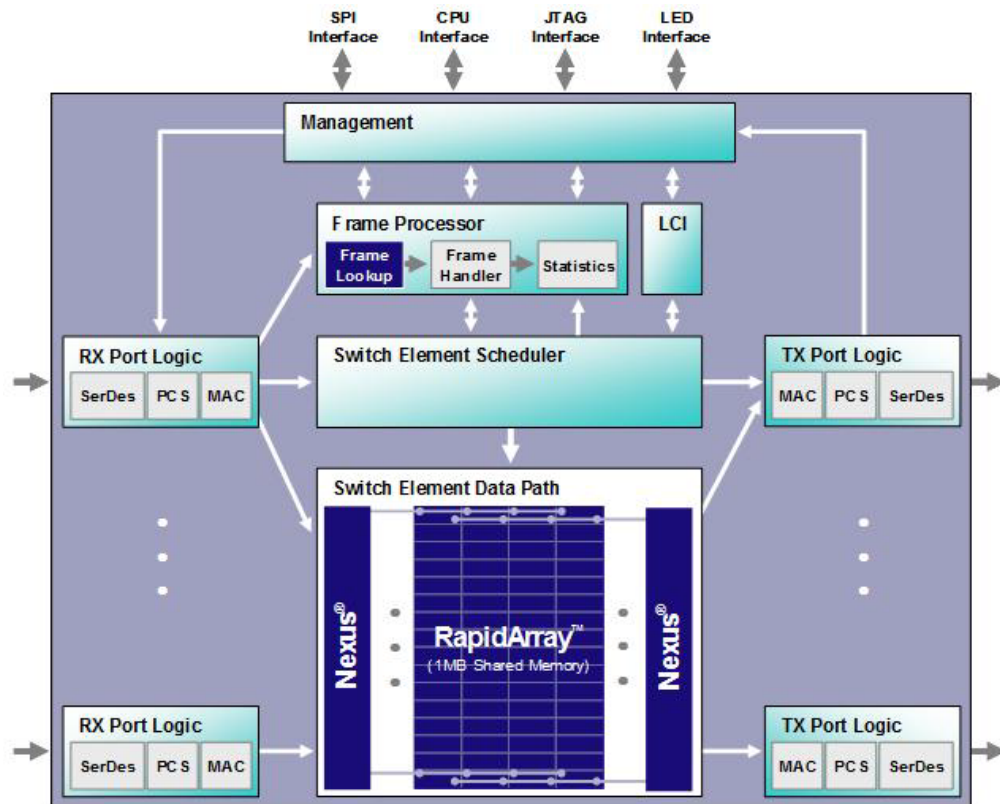 SPI
Interface
CPU
Interface
JTAG
Interface
LED
Interface
Management
Frame Processor
Frame
Lookup
Frame
Handler
Statistics
LCI
RX Port Logic
SerDes
PCS
MAC
Switch Element Scheduler
TX Port Logic
MAC
PCS
SerDes
Switch Element Data Path
Nexus®
RapidArray™
(1MB Shared Memory)
Nexus®
RX Port Logic
SerDes
PCS
MAC
TX Port Logic
MAC
PCS
SerDes